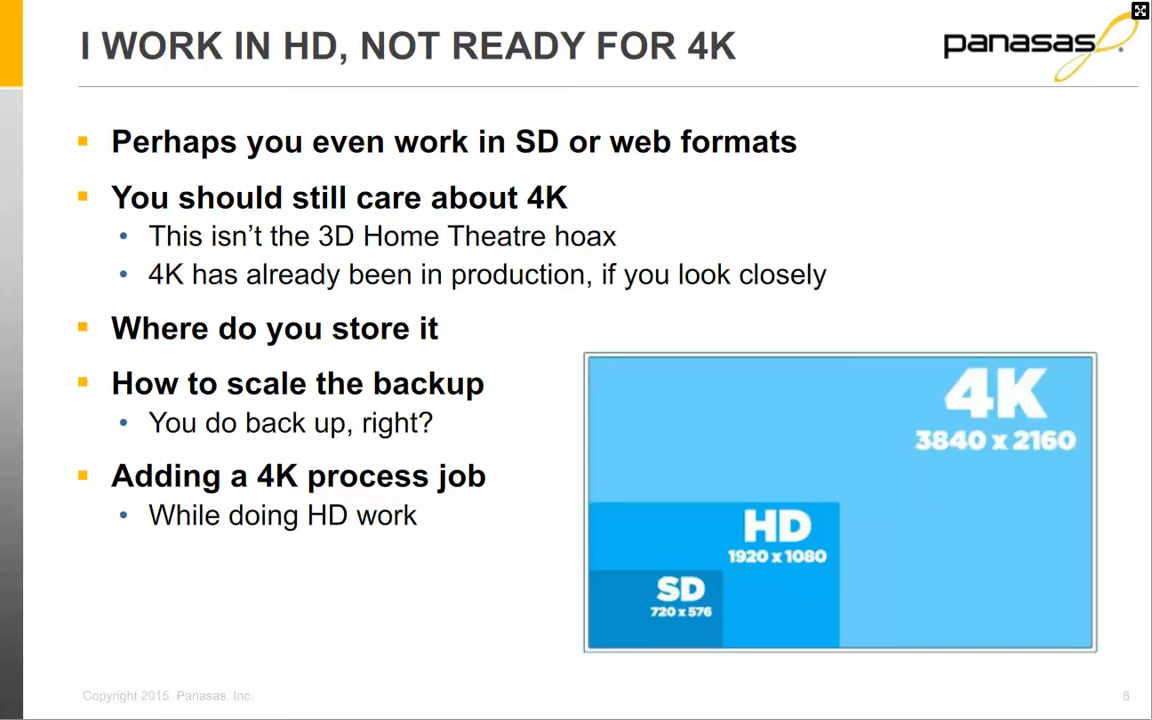 I WORK IN HD, NOT READY FOR 4K
panasas
Perhaps you even work in SD or web formats
You should still care about 4K
This isn’t the 3D Home Theatre hoax
4K has already been in production, if you look closely
Where do you store it
How to scale the backup
You do back up, right?
Adding a 4K process job
While doing HD work
4K
3840 x 2160
HD
1920 x 1080
SD
720 x 576
Copyright 2015 Panasas. Inc.
8